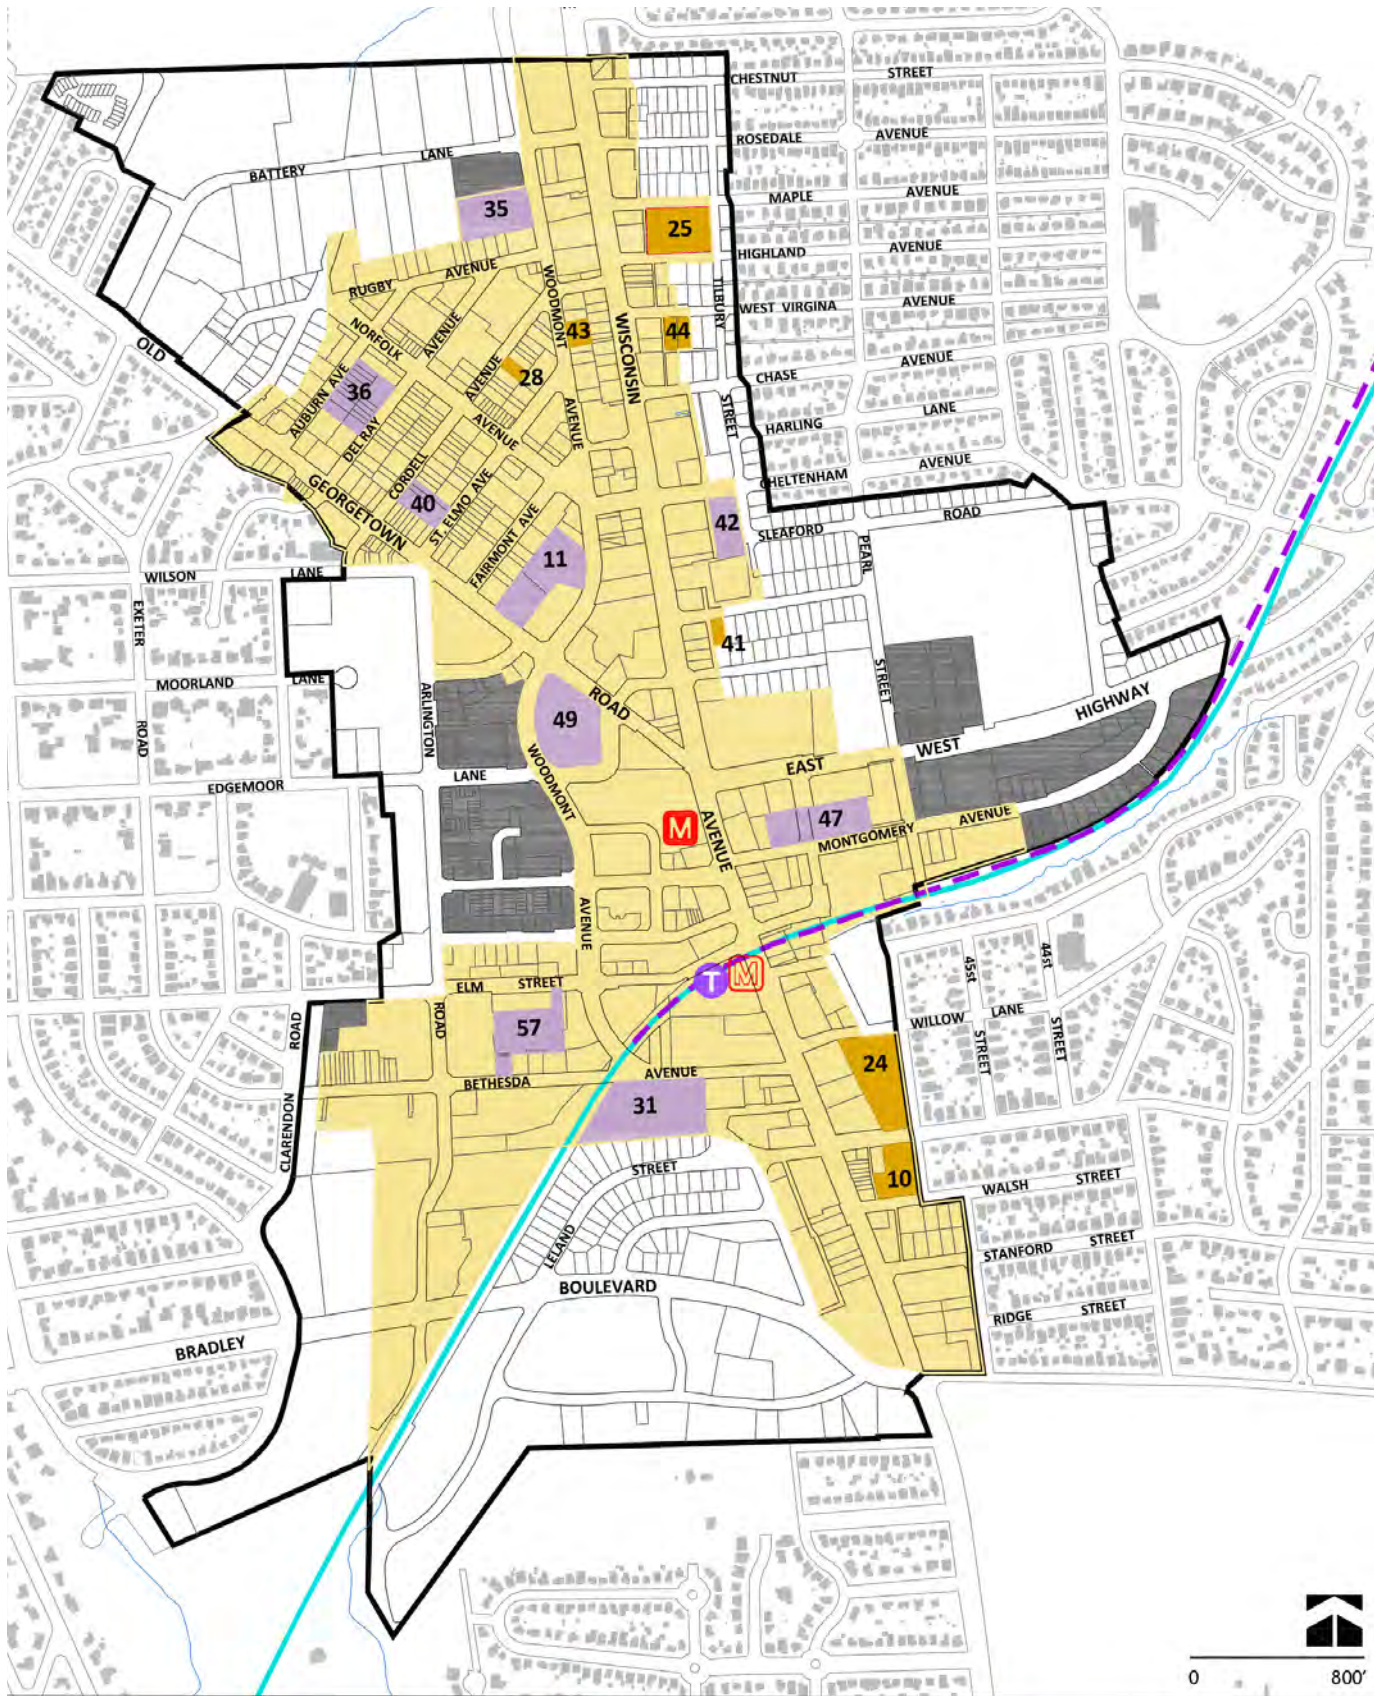 CHESTNUT STREET
ROSEDALE AVENUE
BATTERY LANE
MAPLE AVENUE
35
25
HIGHLAND AVENUE
RUGBY AVENUE
WOODMONT
TILBURY
WEST VIRGINA AVENUE
NORFOLK
AVENUE
43
WISCONSIN
44
OLD
AVENUE
28
CHASE AVENUE
36
AUBURN AVE
DEL RAY
AVENUE
AVENUE
STREET
HARLING LANE
CORDELL
CHELTENHAM AVENUE
GEORGETOWN
40
ST. ELMO AVE
42
SLEAFORD ROAD
FAIRMONT AVE
11
PEARL
WILSON LANE
EXETER
41
MOORLAND LANE
ARLINGTON
STREET
ROAD
HIGHWAY
ROAD
49
WEST
EAST
LANE
WOODMONT
EDGEMOOR
M
AVENUE
47
MONTGOMERY AVENUE
AVENUE
45st
44st
T
M
ELM STREET
ROAD
ROAD
57
WILLOW LANE
STREET
STREET
24
BETHESDA AVENUE
31
CLARENDON
STREET
10
WALSH STREET
LELAND
STANFORD STREET
BOULEVARD
RIDGE STREET
BRADLEY
0 800'